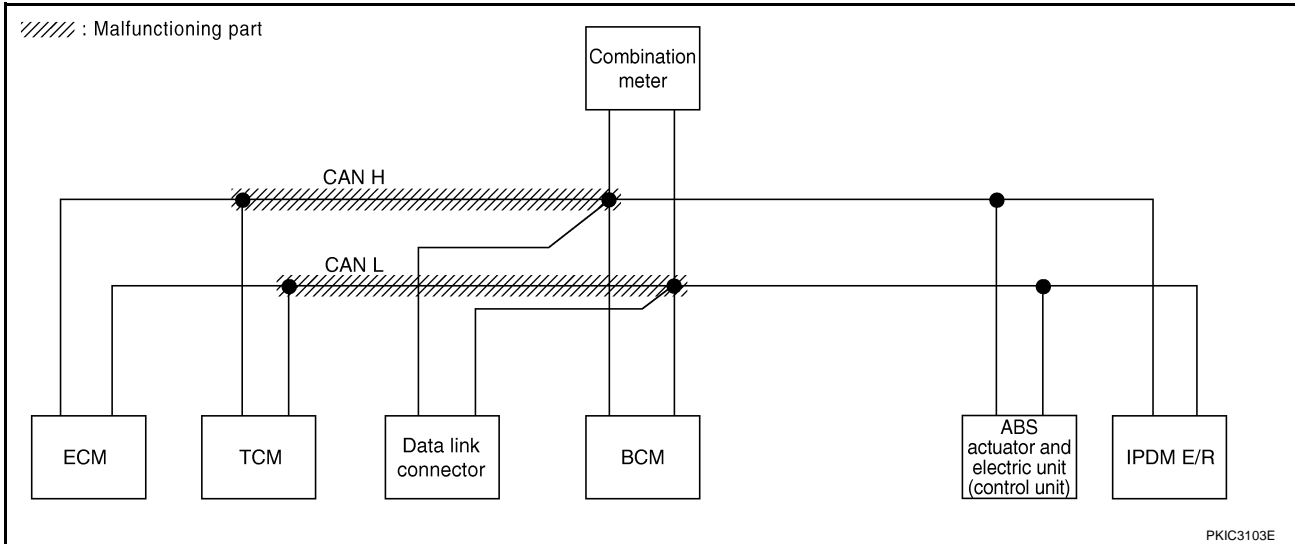 : Malfunctioning part
Combination
meter
CAN H
CAN L
ECM
TCM
Data link
connector
BCM
ABS
actuator and
electric unit
(control unit)
IPDM E/R
PKIC3103E